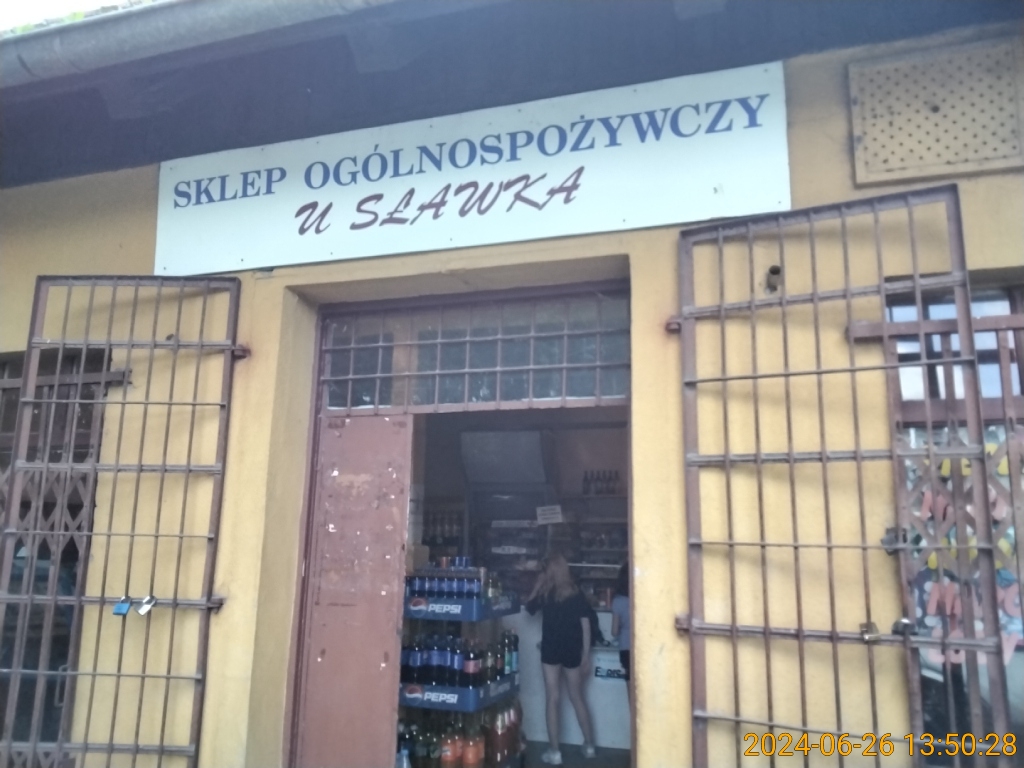 SKLEP OGÓLNOSPOŻYWCZY
U SŁAWKA
PEPSI
PEPSI
2024-06-26 13:50:28